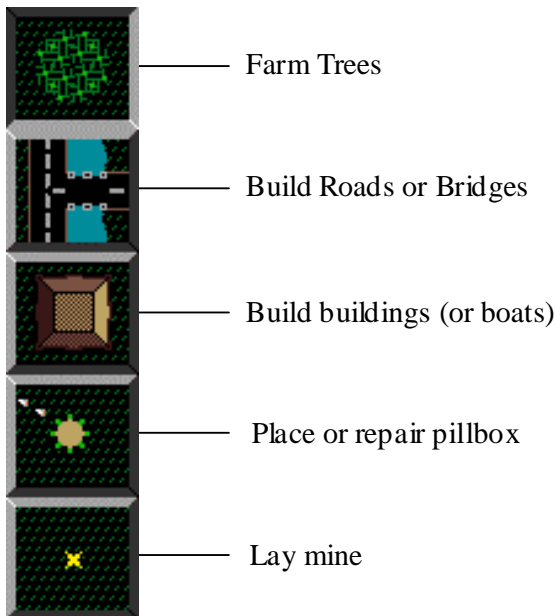 Farm Trees
Build Roads or Bridges
Build buildings (or boats)
Place or repair pillbox
Lay mine